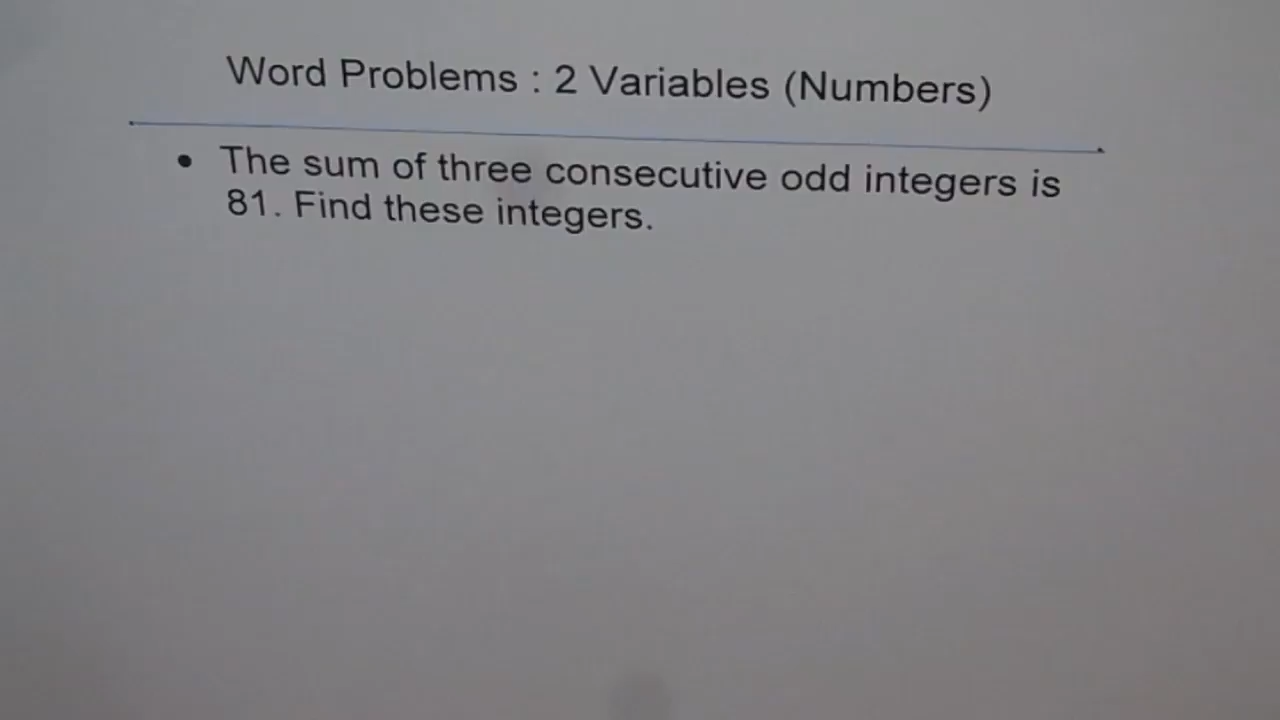 Word Problems : 2 Variables (Numbers)
• The sum of three consecutive odd integers is
81. Find these integers.